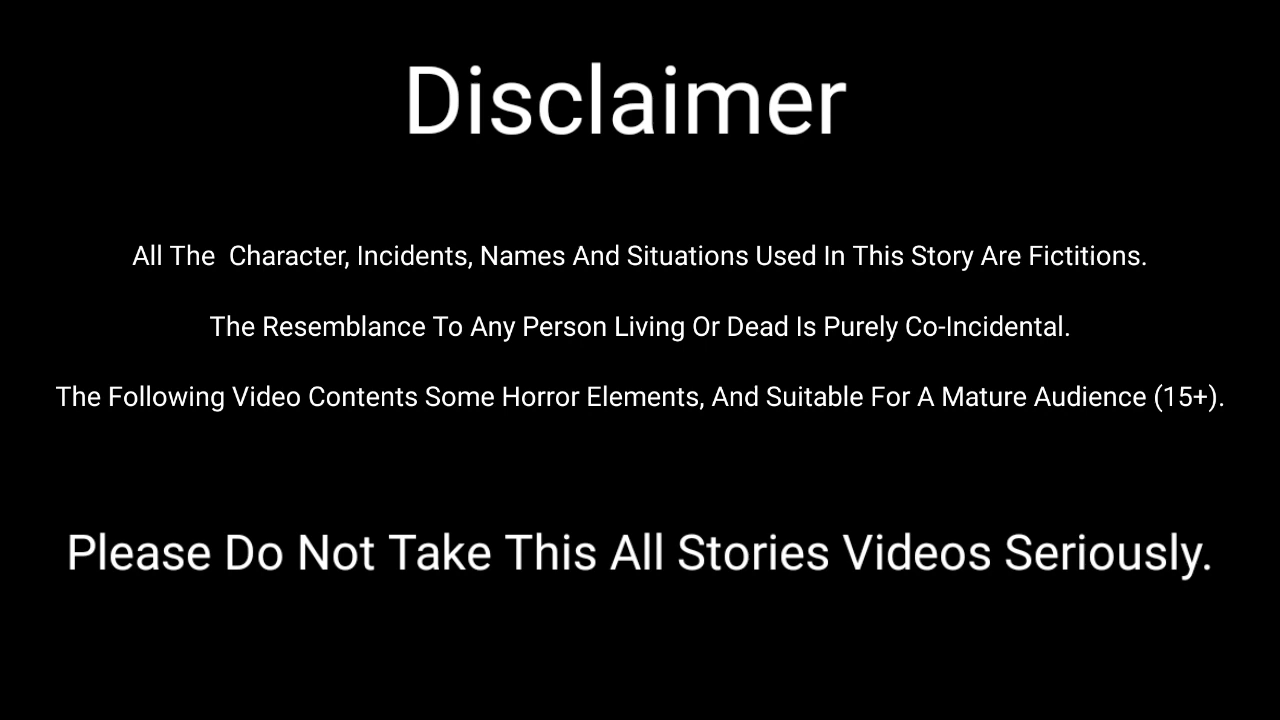 Disclaimer
All The  Character, Incidents, Names And Situations Used In This Story Are Fictitions.
The Resemblance To Any Person Living Or Dead Is Purely Co-Incidental.
The Following Video Contents Some Horror Elements, And Suitable For A Mature Audience (15+).
Please Do Not Take This All Stories Videos Seriously.